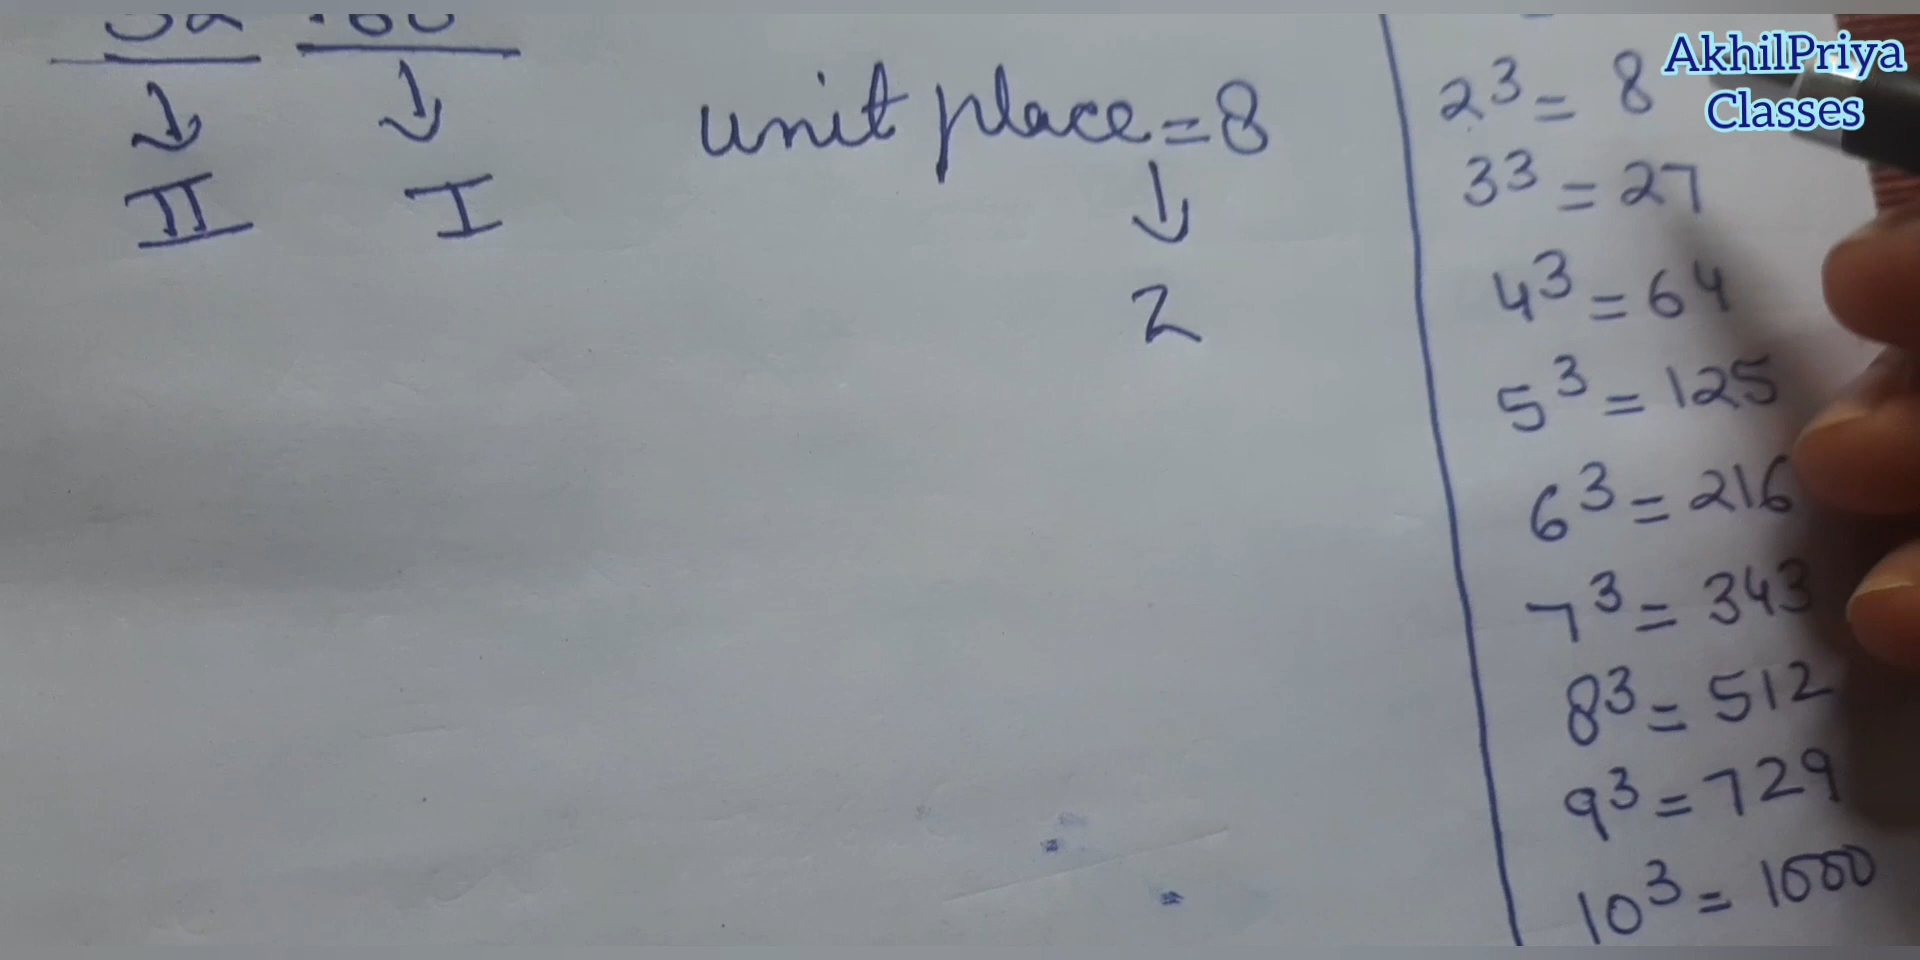 unit place = 8
2
II I
2³ = 8
3³ = 27
4³ = 64
5³ = 125
6³ = 216
7³ = 343
8³ = 512
9³ = 729
10³ = 1000
AkhilPriya
Classes